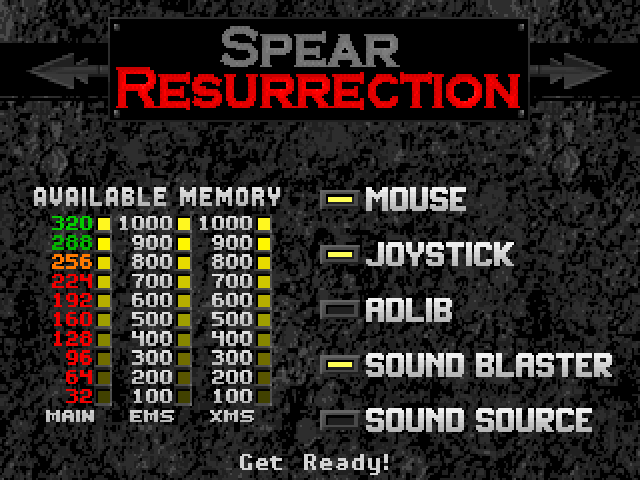 SPEAR
RESURRECTION
AVAILABLE MEMORY
320 1000 1000
288 900 900
256 800 800
224 700 700
192 600 600
160 500 500
128 400 400
96 300 300
64 200 200
32 100 100
MAIN EMS XMS
MOUSE
JOYSTICK
ADLIB
SOUND BLASTER
SOUND SOURCE
Get Ready!